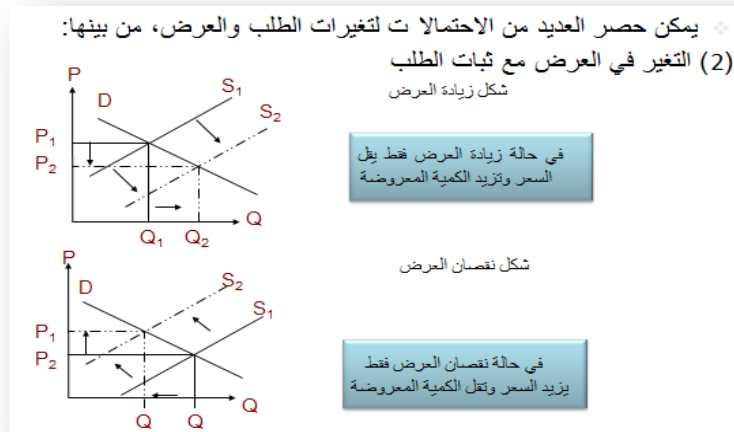 يمكن حصر العديد من الاحتمالا ت لتغيرات الطلب والعرض، من بينها:
(2) التغير في العرض مع ثبات الطلب
شكل زيادة العرض
P
D
S1
S2
P1
P2
Q1
Q2
Q
في حالة زيادة العرض فقط يقل
السعر وتزيد الكمية المعروضة
شكل نقصان العرض
P
D
S2
S1
P1
P2
Q
Q
Q
في حالة نقصان العرض فقط
يزيد السعر وتقل الكمية المعروضة